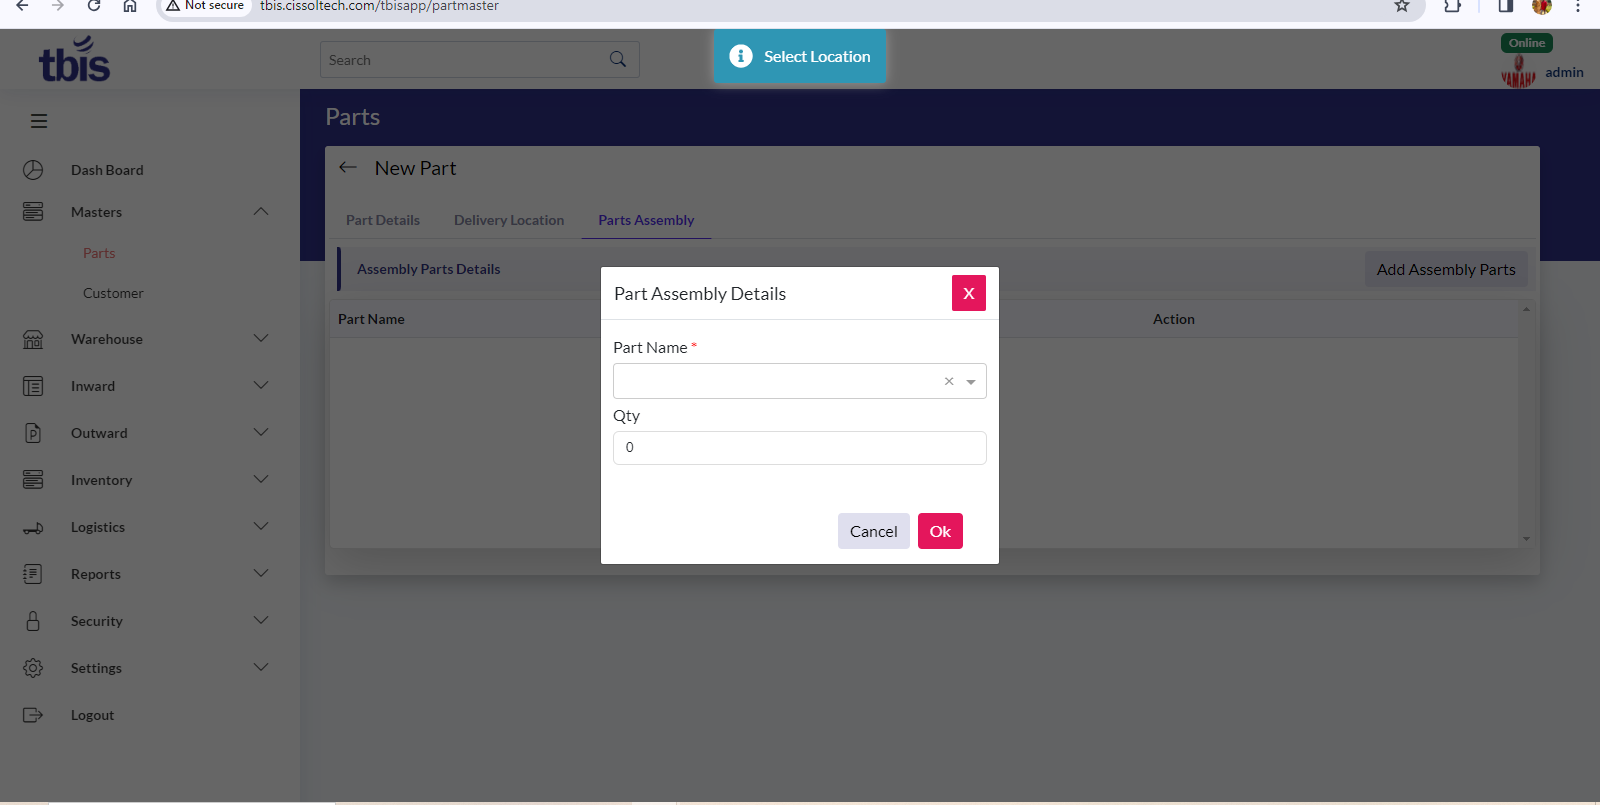 Not secure tbis.cissoltech.com/tbisapp/partmaster
tbis
Search
Select Location
Online
YAMAHA
admin
Parts
New Part
Dash Board
Masters
Parts
Customer
Warehouse
Inward
Outward
Inventory
Logistics
Reports
Security
Settings
Logout
Part Details Delivery Location Parts Assembly
Assembly Parts Details
Add Assembly Parts
Part Name
Action
Part Assembly Details
X
Part Name *
Qty
0
Cancel
Ok